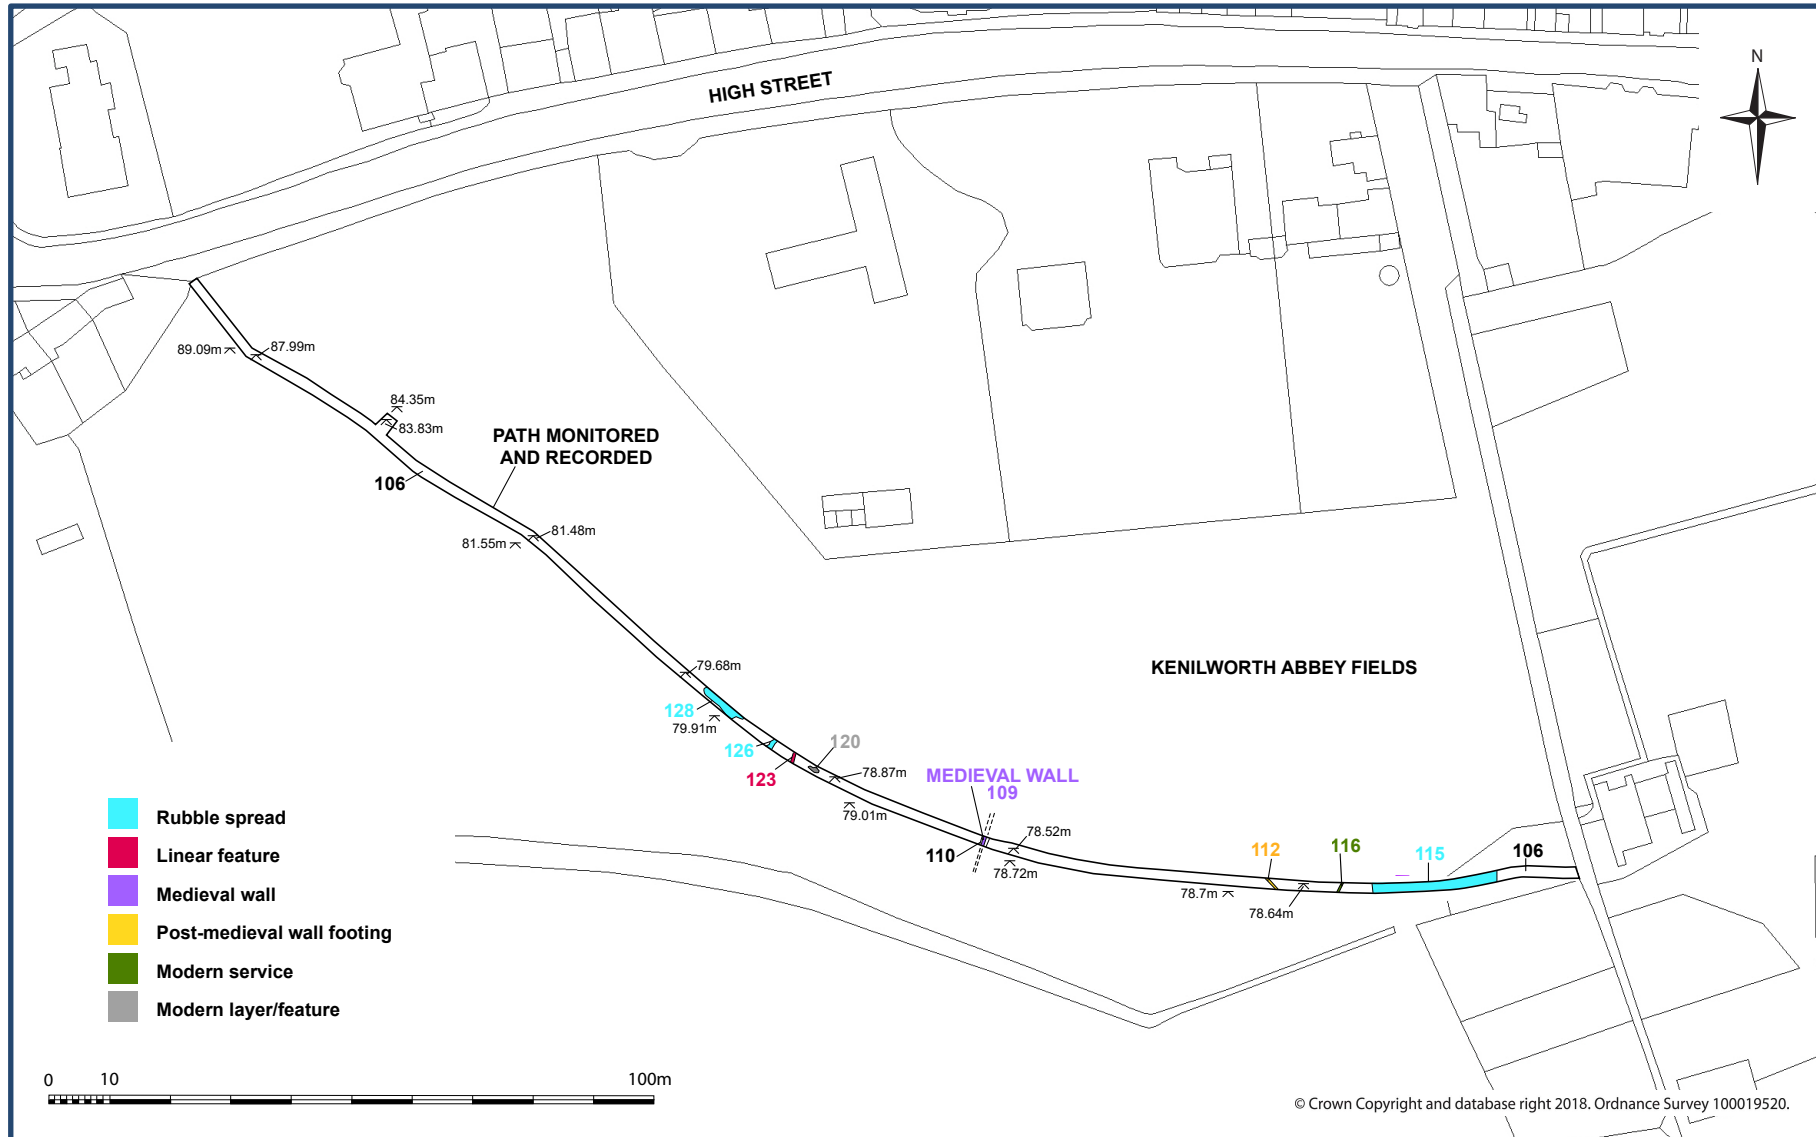 HIGH STREET
N
89.09m
87.99m
84.35m
83.83m
PATH MONITORED
AND RECORDED
106
81.55m
81.48m
79.68m
KENILWORTH ABBEY FIELDS
128
79.91m
126
120
123
78.87m
MEDIEVAL WALL
109
79.01m
78.52m
110
78.72m
112
116
115
106
78.7m
78.64m
Rubble spread
Linear feature
Medieval wall
Post-medieval wall footing
Modern service
Modern layer/feature
0 10 100m
© Crown Copyright and database right 2018. Ordnance Survey 100019520.